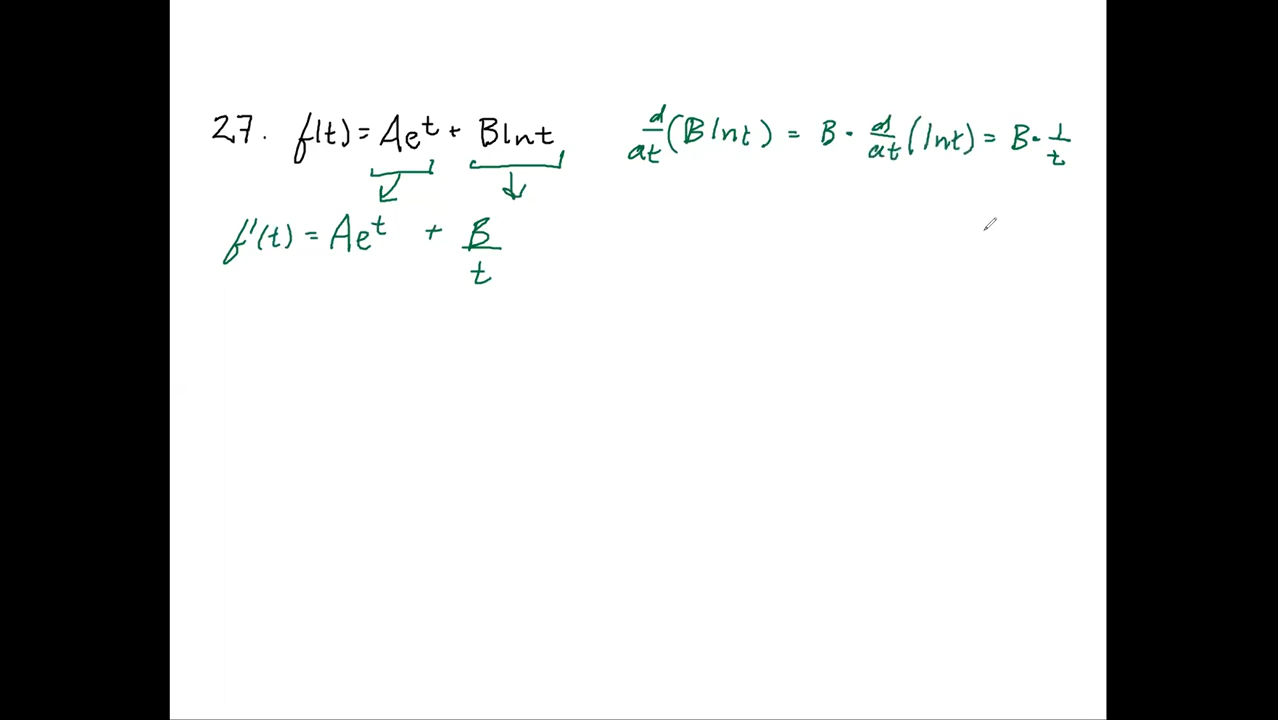 27. f(t) = Ae^t + B ln t
d/dt (B ln t) = B · d/dt (ln t) = B · 1/t
f'(t) = Ae^t + B/t